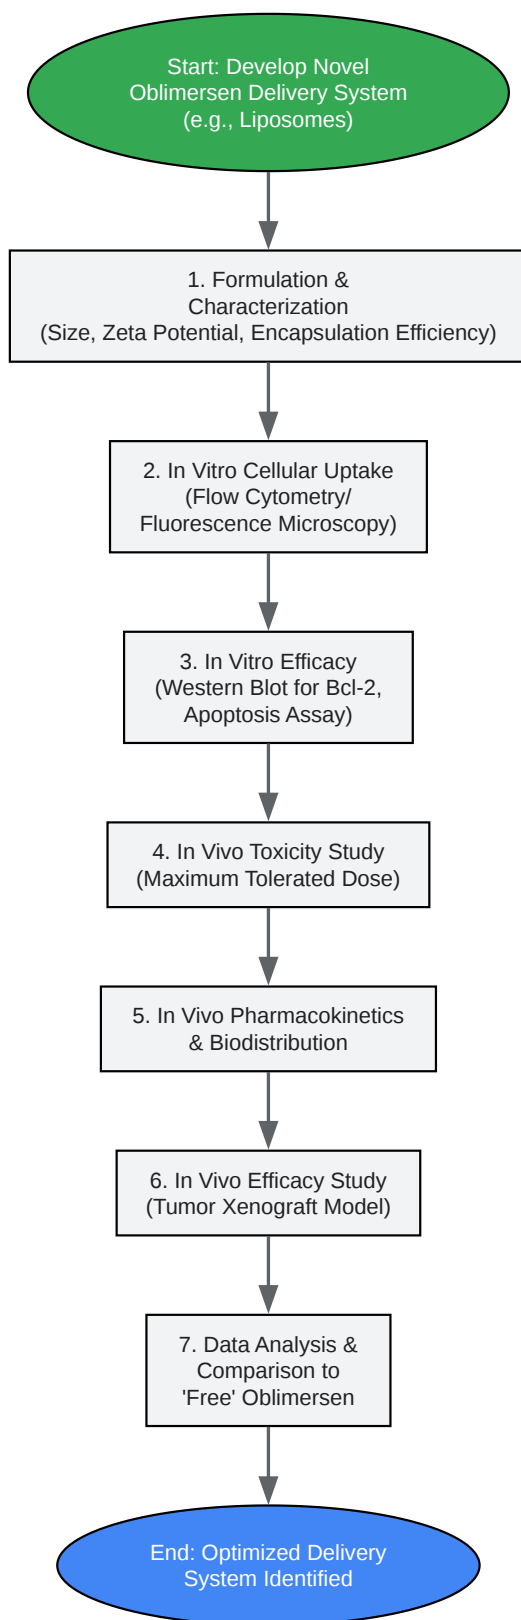 Start: Develop Novel
Oblimersen Delivery System
(e.g., Liposomes)
1. Formulation &
Characterization
(Size, Zeta Potential, Encapsulation Efficiency)
2. In Vitro Cellular Uptake
(Flow Cytometry/
Fluorescence Microscopy)
3. In Vitro Efficacy
(Western Blot for Bcl-2,
Apoptosis Assay)
4. In Vivo Toxicity Study
(Maximum Tolerated Dose)
5. In Vivo Pharmacokinetics
& Biodistribution
6. In Vivo Efficacy Study
(Tumor Xenograft Model)
7. Data Analysis &
Comparison to
'Free' Oblimersen
End: Optimized Delivery
System Identified